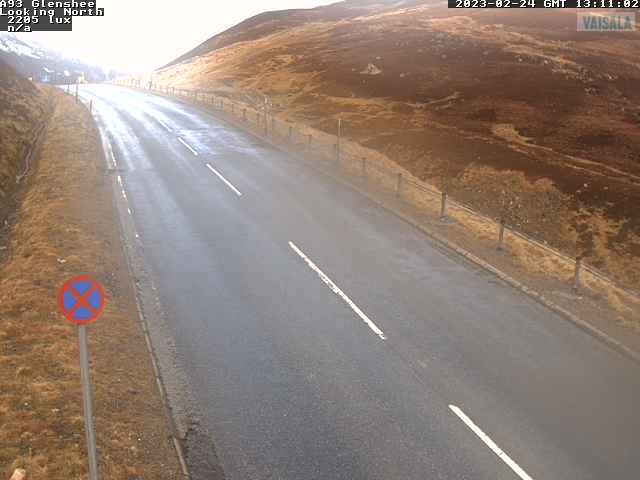 A93 Glenshee
Looking North
2205 lux
n/a
2023-02-24 GMT 13:11:02
VAISALA